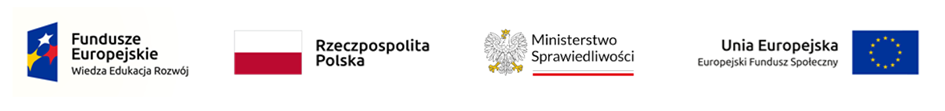 Fundusze
Europejskie
Wiedza Edukacja Rozwój
Rzeczpospolita
Polska
Ministerstwo
Sprawiedliwości
Unia Europejska
Europejski Fundusz Społeczny